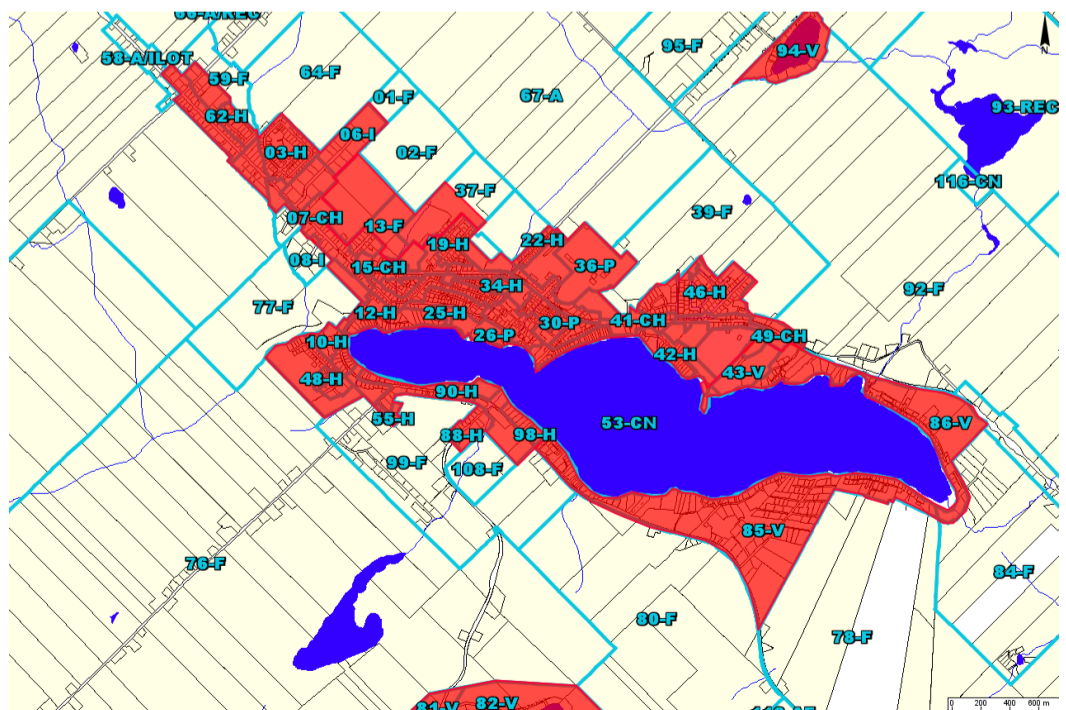 66-A/REC
58-A/ILOT
59-F
64-F
95-F
94-V
01-F
67-A
93-REC
62-H
06-I
03-H
02-F
116-CN
37-F
07-CH
13-F
39-F
19-H
22-H
08-I
15-CH
36-P
34-H
46-H
92-F
77-F
12-H
25-H
26-P
30-P
41-CH
49-CH
10-H
42-H
48-H
43-V
90-H
55-H
53-CN
86-V
88-H
98-H
99-F
108-F
85-V
76-F
84-F
80-F
78-F
81-V
82-V
N
0 200 400 600 m